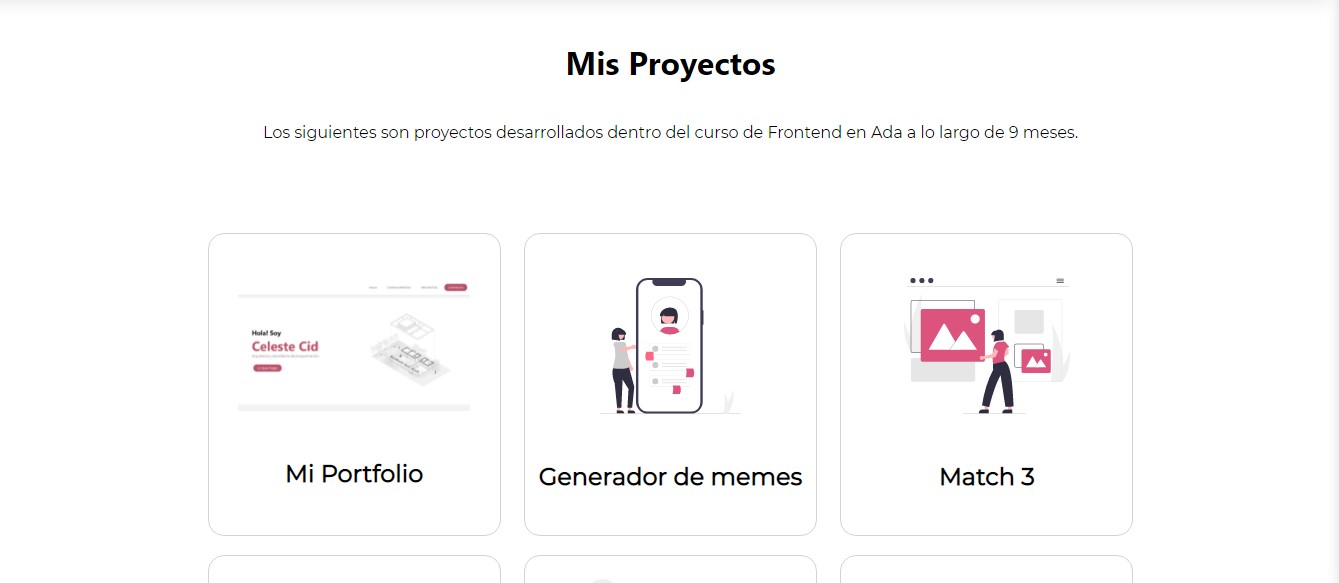 Mis Proyectos
Los siguientes son proyectos desarrollados dentro del curso de Frontend en Ada a lo largo de 9 meses.
Hola! Soy
Celeste Cid
Mi Portfolio
Generador de memes
Match 3